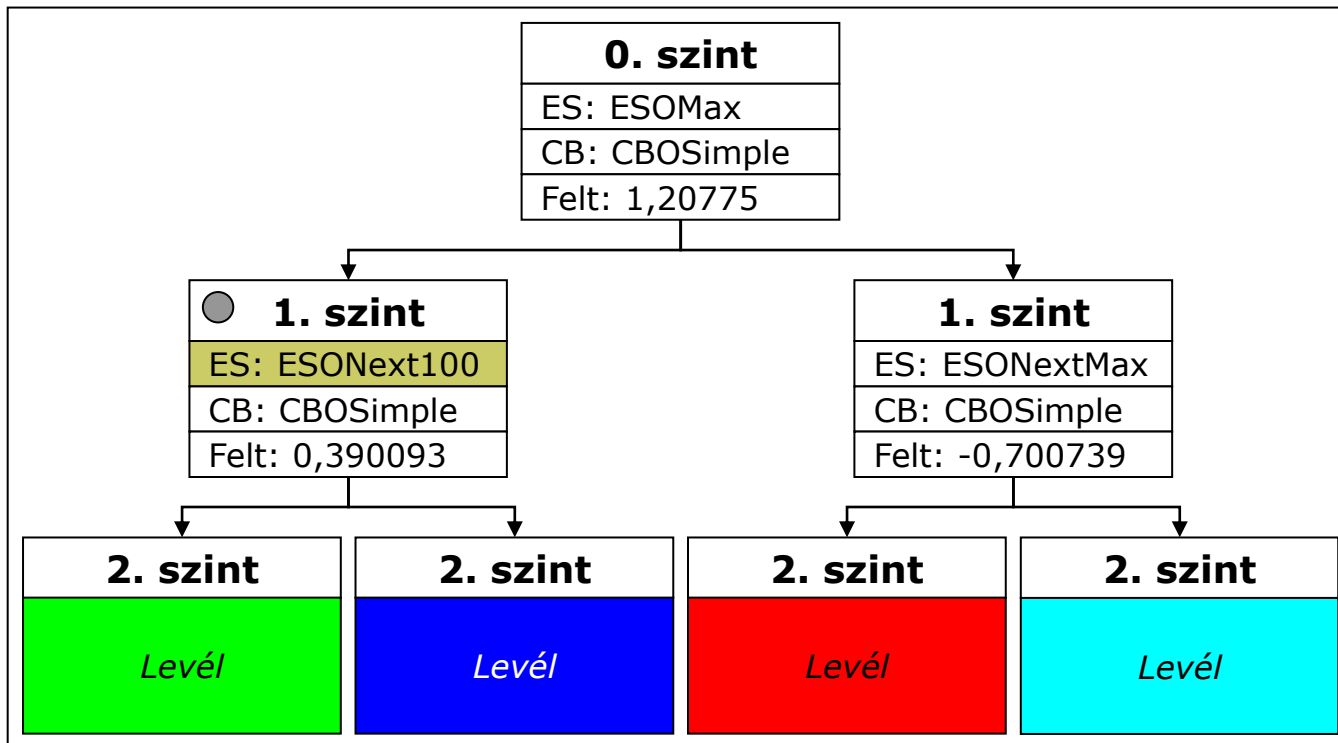 0. szint
ES: ESOMax
CB: CBOSimple
Felt: 1,20775
1. szint
ES: ESONext100
CB: CBOSimple
Felt: 0,390093
1. szint
ES: ESONextMax
CB: CBOSimple
Felt: -0,700739
2. szint
Levél
2. szint
Levél
2. szint
Levél
2. szint
Levél